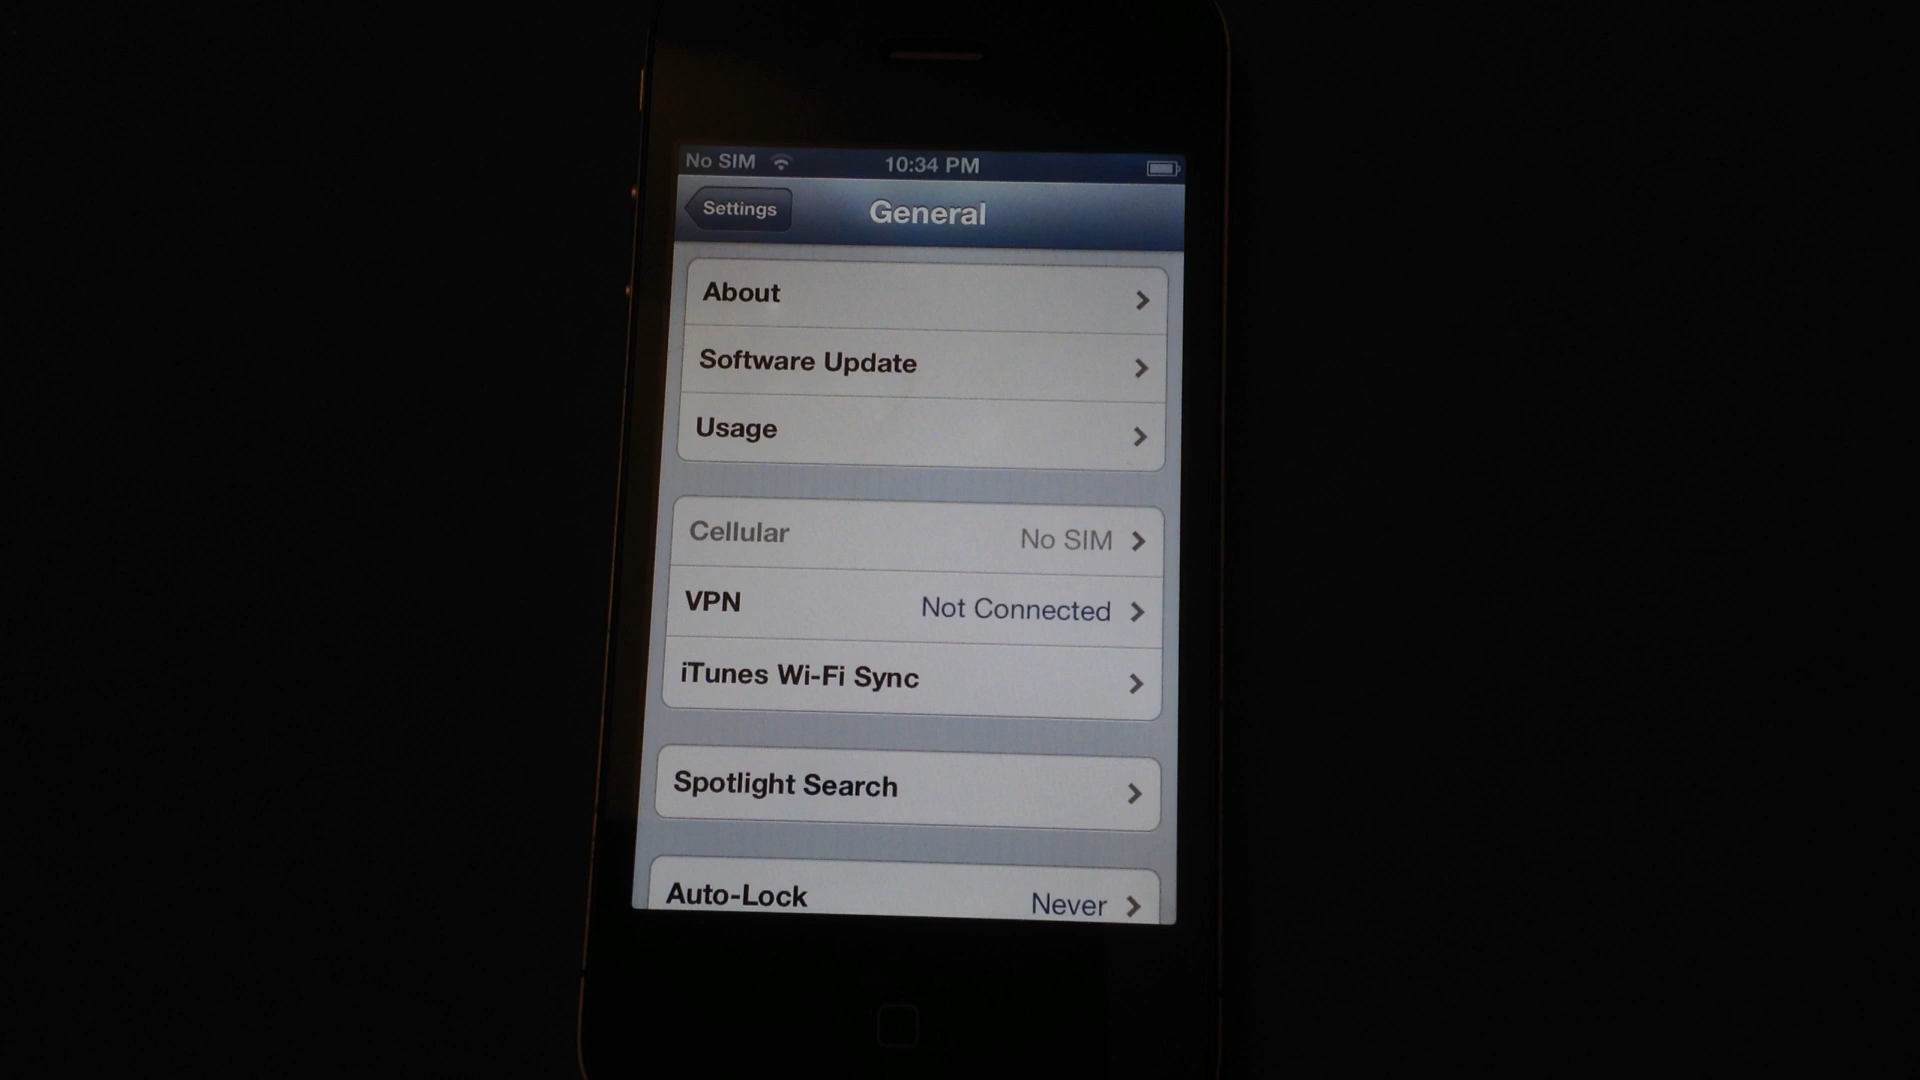 No SIM 10:34 PM
Settings General
About
Software Update
Usage
Cellular No SIM
VPN Not Connected
iTunes Wi-Fi Sync
Spotlight Search
Auto-Lock Never